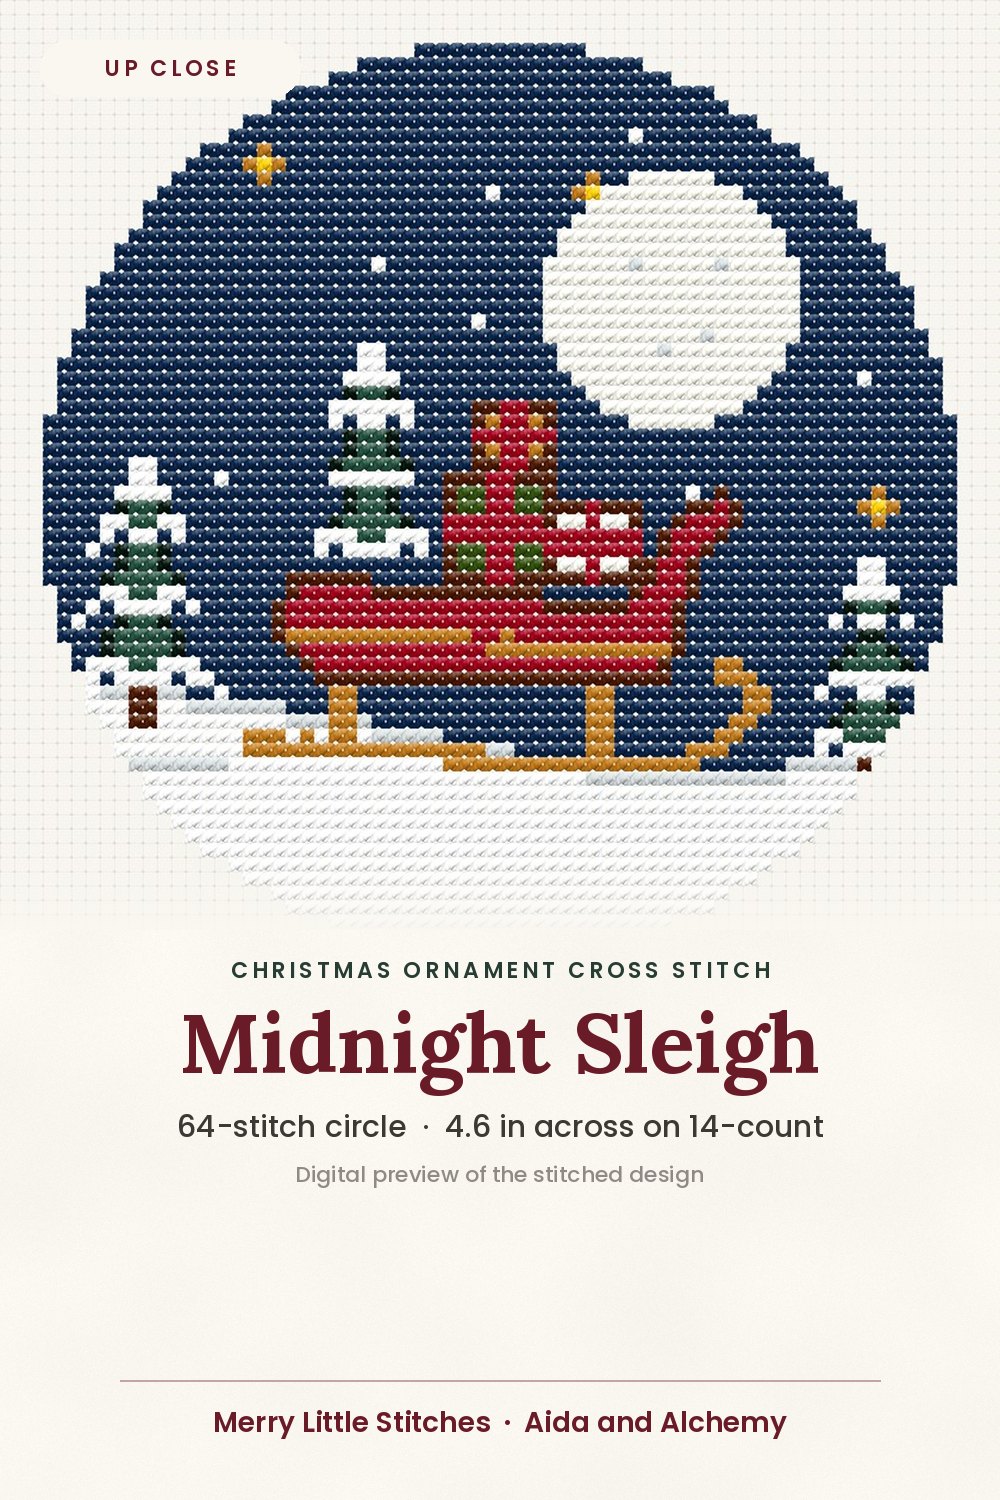 UP CLOSE
CHRISTMAS ORNAMENT CROSS STITCH
Midnight Sleigh
64-stitch circle · 4.6 in across on 14-count
Digital preview of the stitched design
Merry Little Stitches · Aida and Alchemy